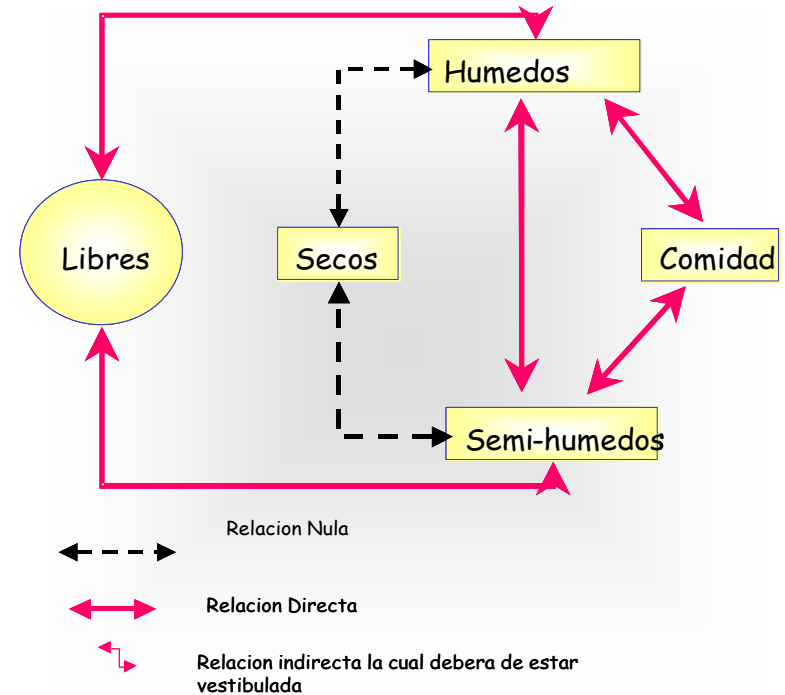 Humedos
Libres
Secos
Comidad
Semi-humedos
Relacion Nula
Relacion Directa
Relacion indirecta la cual debera de estar
vestibulada